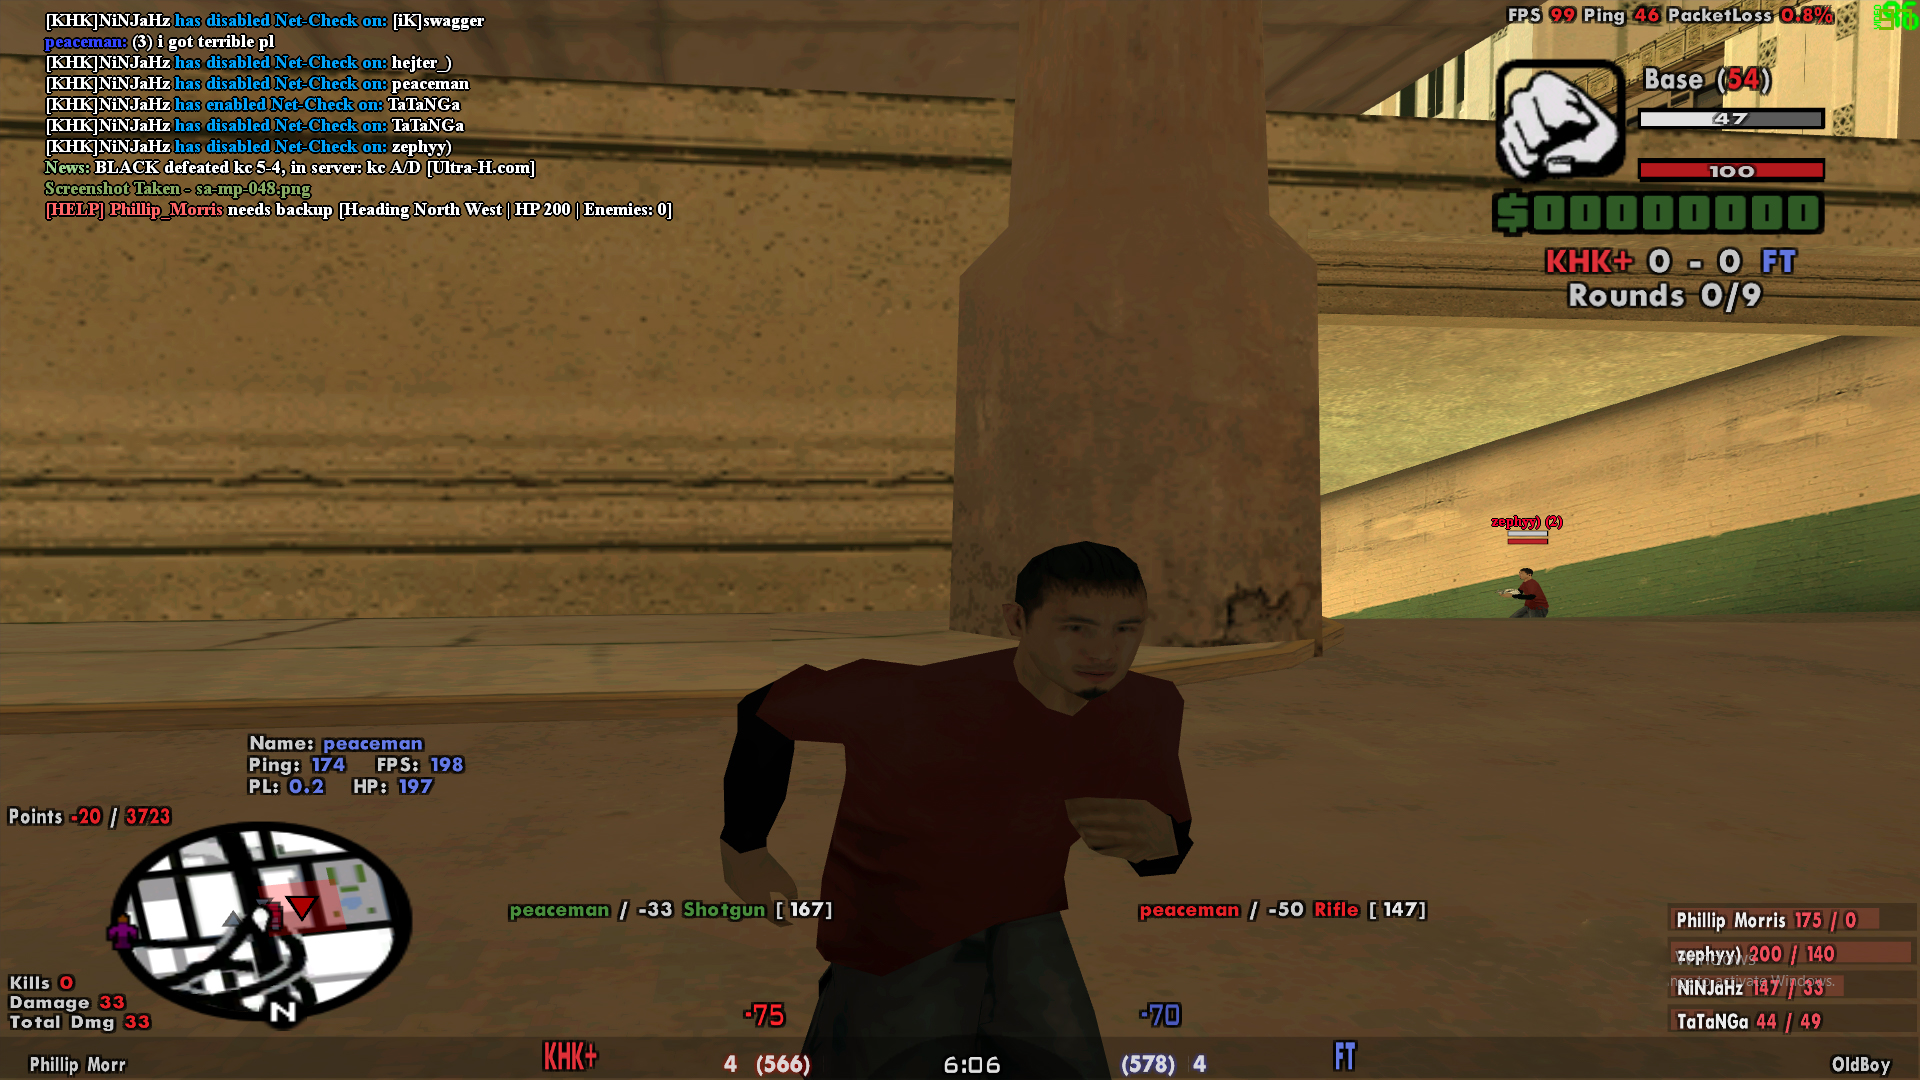 [KHK]NiNJaHz has disabled Net-Check on: [iK]swagger
peaceman: (3) i got terrible pl
[KHK]NiNJaHz has disabled Net-Check on: hejter_)
[KHK]NiNJaHz has disabled Net-Check on: peaceman
[KHK]NiNJaHz has enabled Net-Check on: TaTaNGa
[KHK]NiNJaHz has disabled Net-Check on: TaTaNGa
[KHK]NiNJaHz has disabled Net-Check on: zephyy)
News: BLACK defeated kc 5-4, in server: kc A/D [Ultra-H.com]
Screenshot Taken - sa-mp-048.png
[HELP] Phillip_Morris needs backup [Heading North West | HP 200 | Enemies: 0]
FPS 99 Ping 46 PacketLoss 0.8%
Base (54)
47
100
$00000000
KHK+ 0 - 0 FT
Rounds 0/9
zephyy) (2)
Name: peaceman
Ping: 174 FPS: 198
PL: 0.2 HP: 197
Points -20 / 3723
N
Kills 0
Damage 33
Total Dmg 33
peaceman / -33 Shotgun [ 167]
peaceman / -50 Rifle [ 147]
Phillip Morris 175 / 0
zephyy) 200 / 140
Windows
to activate Windows.
NiNJaHz 147 / 33
TaTaNGa 44 / 49
-75
-70
Phillip Morr
KHK+ 4 (566) 6:06 (578) 4 FT
OldBoy